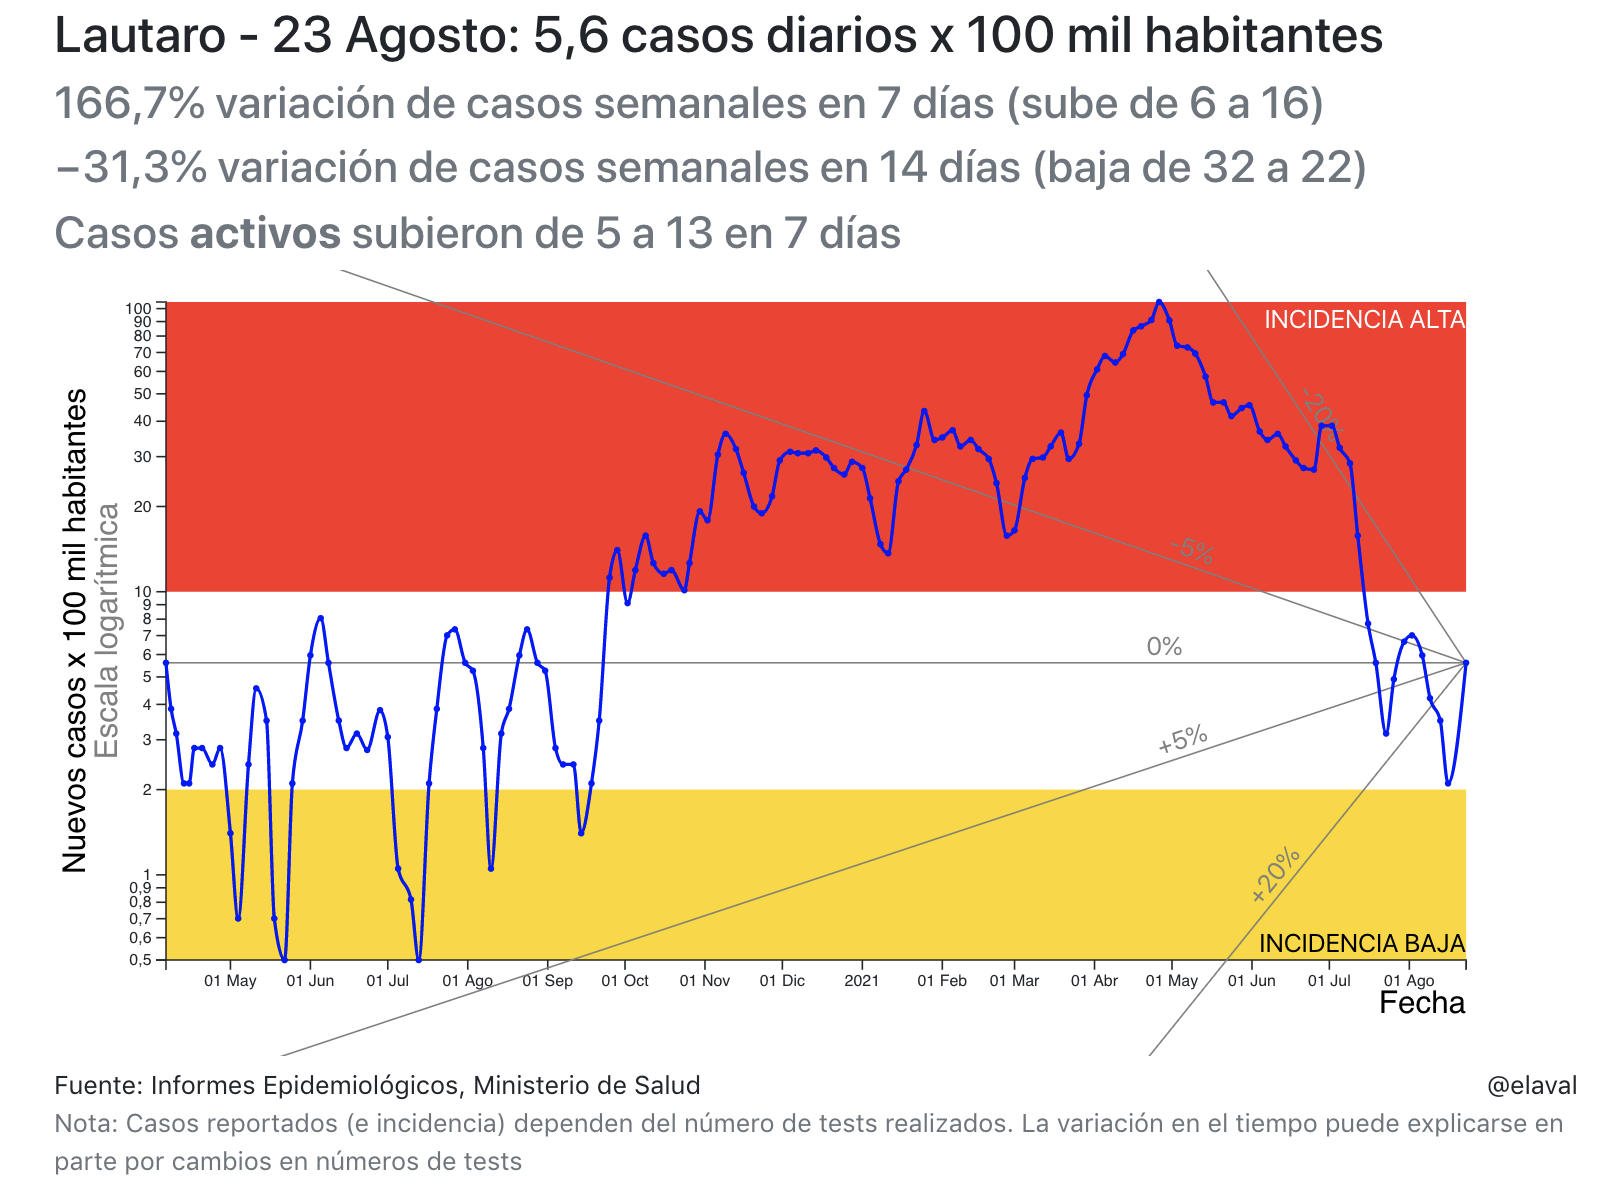 Lautaro - 23 Agosto: 5,6 casos diarios x 100 mil habitantes
166,7% variación de casos semanales en 7 días (sube de 6 a 16)
−31,3% variación de casos semanales en 14 días (baja de 32 a 22)
Casos activos subieron de 5 a 13 en 7 días
Nuevos casos x 100 mil habitantes
Escala logarítmica
100
90
80
70
60
50
40
30
20
10
9
8
7
6
5
4
3
2
1
0,9
0,8
0,7
0,6
0,5
INCIDENCIA ALTA
-20%
-5%
0%
+5%
+20%
INCIDENCIA BAJA
01 May 01 Jun 01 Jul 01 Ago 01 Sep 01 Oct 01 Nov 01 Dic 2021 01 Feb 01 Mar 01 Abr 01 May 01 Jun 01 Jul 01 Ago
Fecha
Fuente: Informes Epidemiológicos, Ministerio de Salud
@elaval
Nota: Casos reportados (e incidencia) dependen del número de tests realizados. La variación en el tiempo puede explicarse en
parte por cambios en números de tests